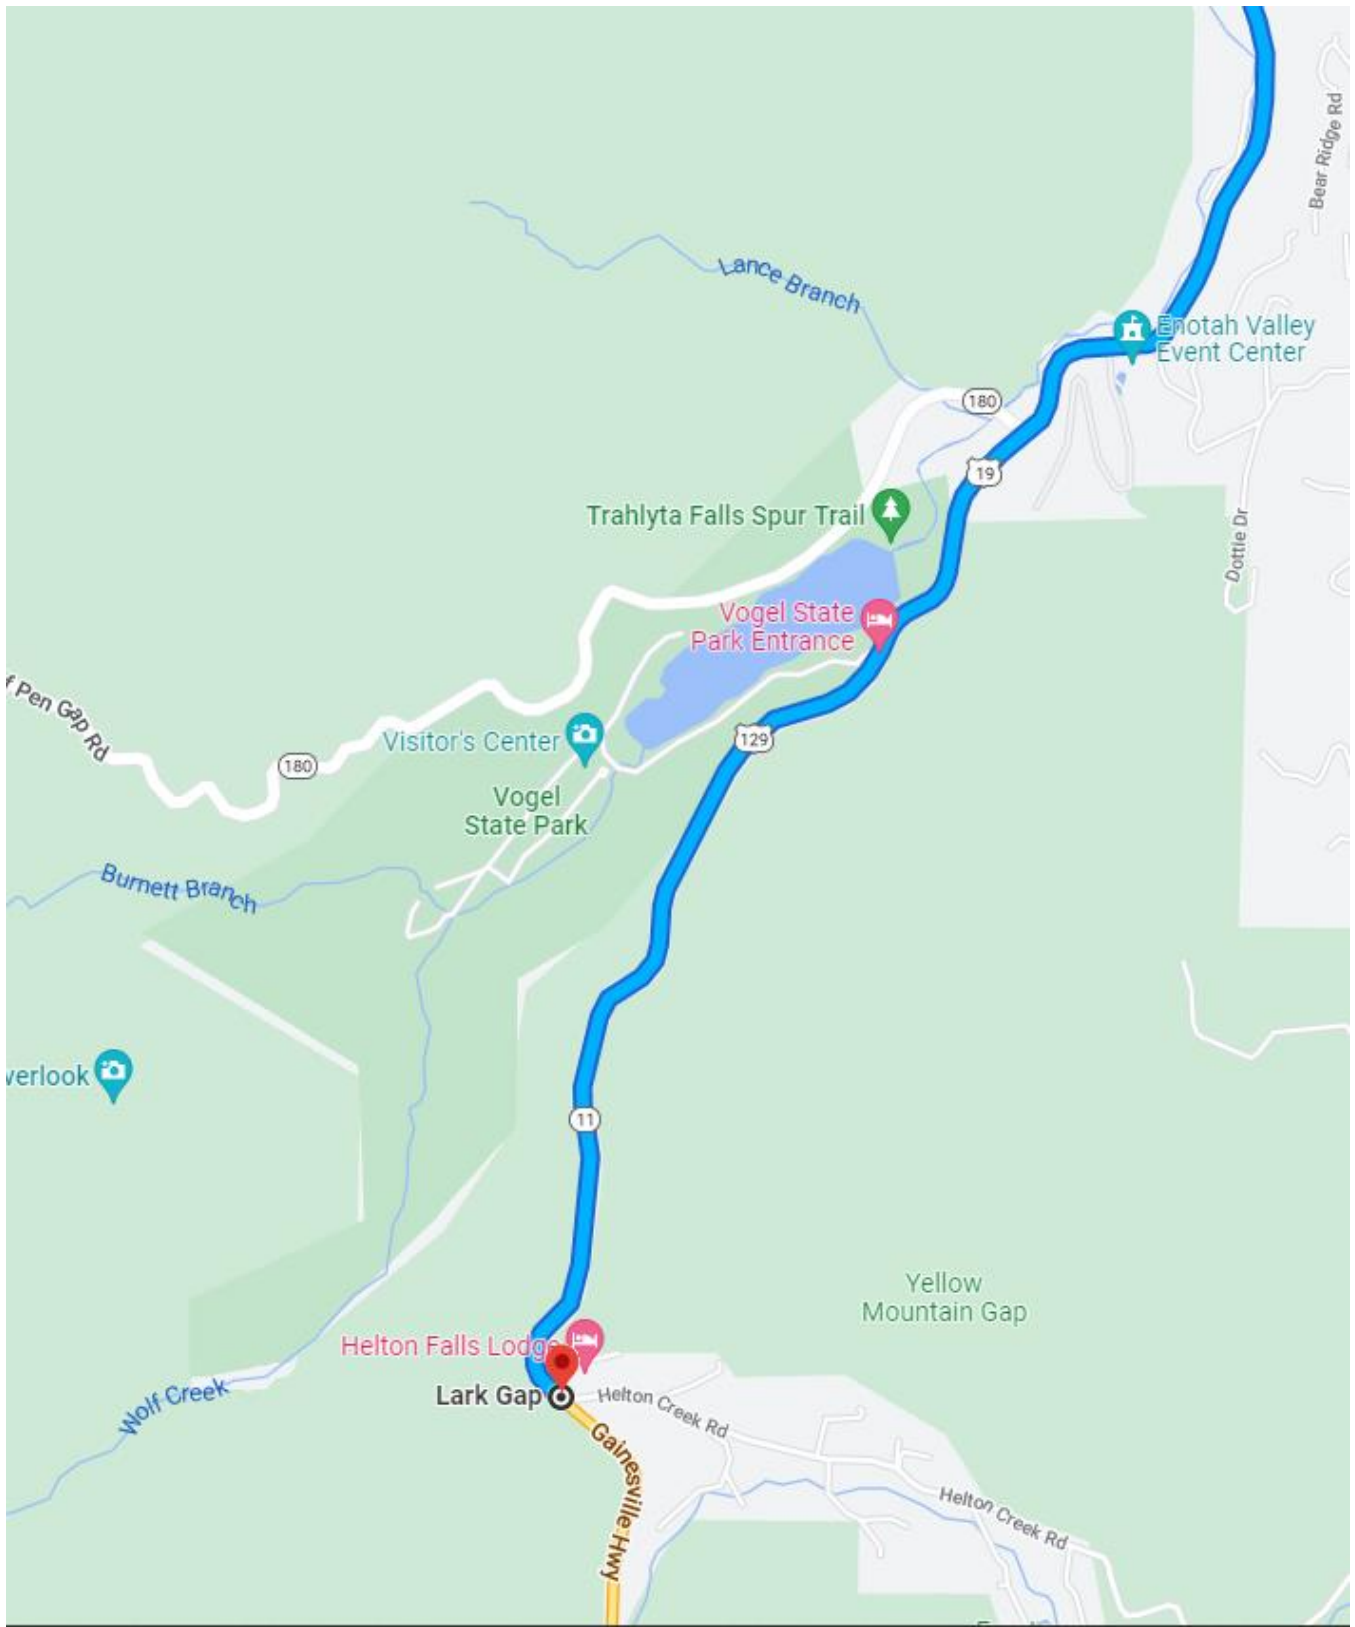 Bear Ridge Rd
Lance Branch
Enotah Valley
Event Center
180
19
Trahlyta Falls Spur Trail
Dottie Dr
Vogel State
Park Entrance
f Pen Gap Rd
Visitor's Center
129
180
Vogel
State Park
Burnett Branch
verlook
11
Yellow
Mountain Gap
Helton Falls Lodge
Wolf Creek
Lark Gap
Helton Creek Rd
Gainesville Hwy
Helton Creek Rd